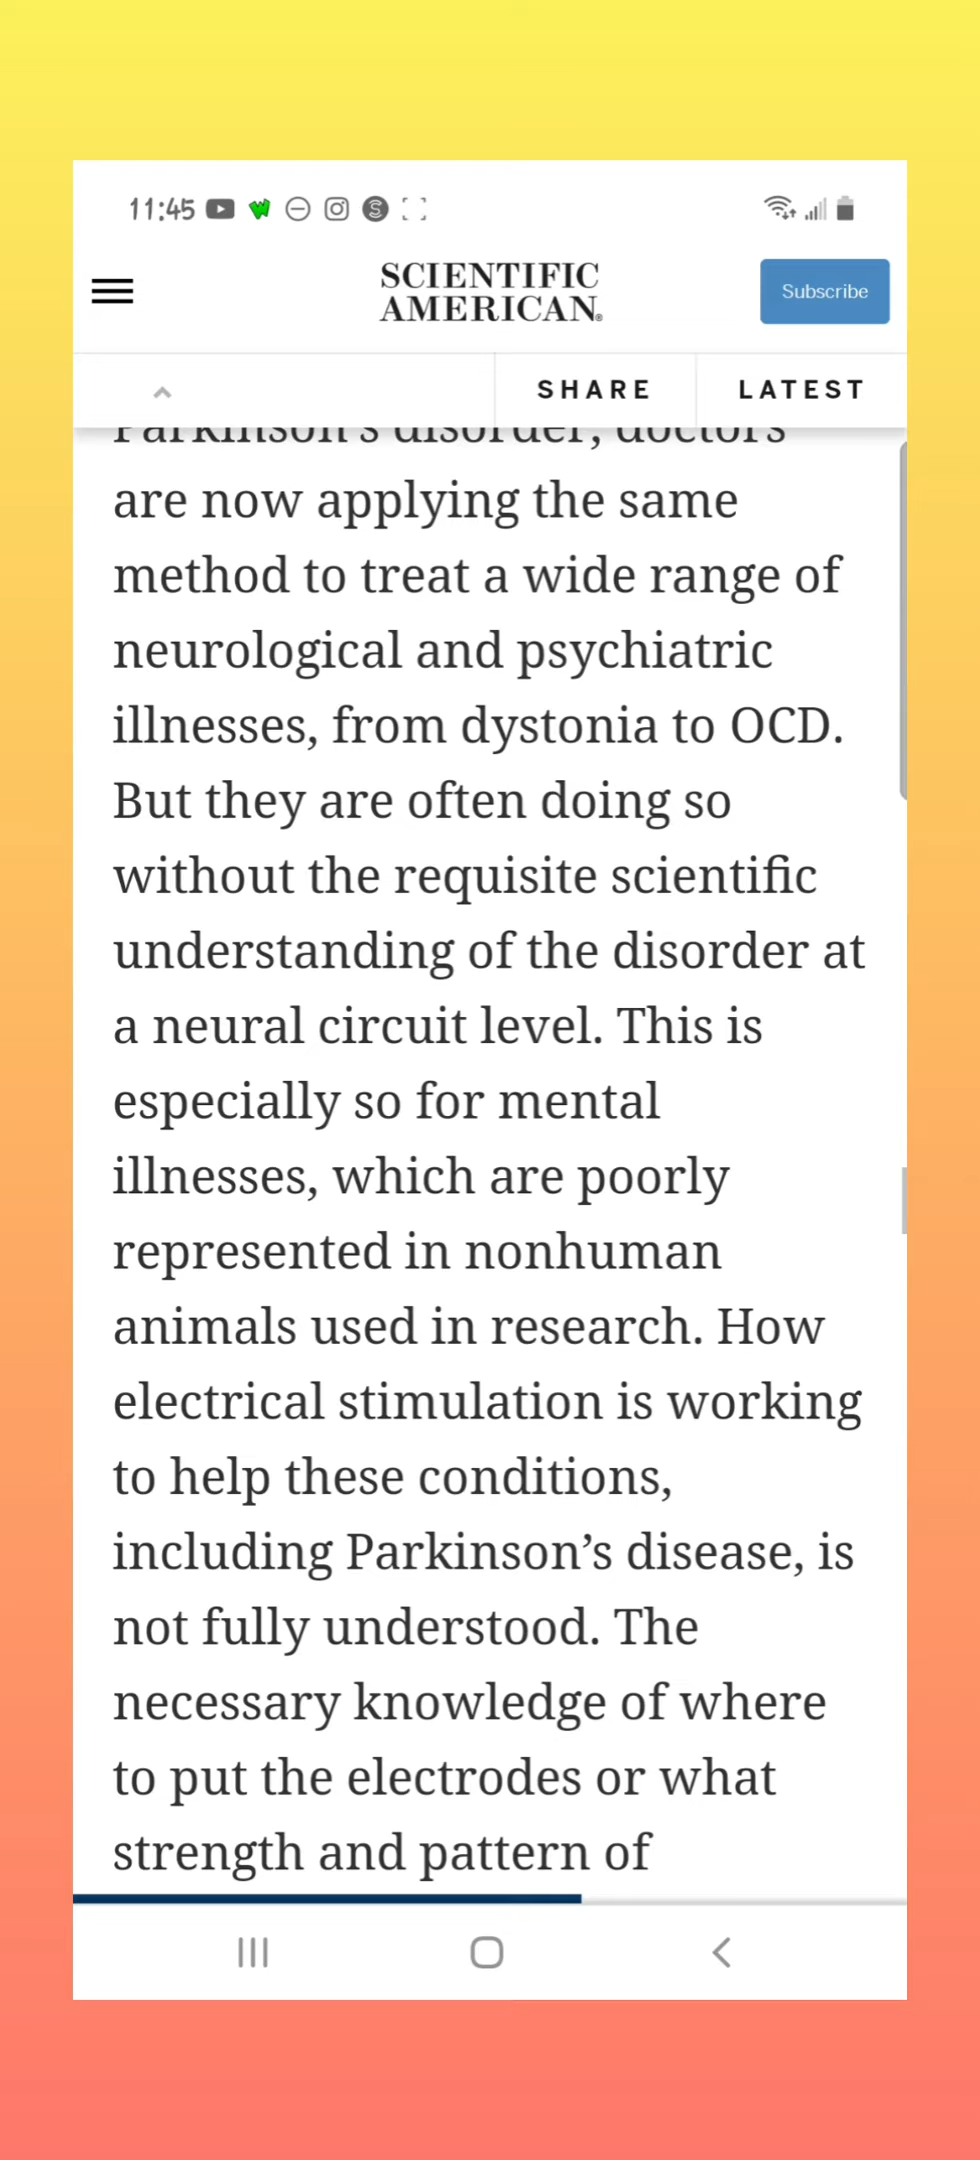 11:45
SCIENTIFIC
AMERICAN®
Subscribe
SHARE
LATEST
Parkinson's disorder, doctors
are now applying the same
method to treat a wide range of
neurological and psychiatric
illnesses, from dystonia to OCD.
But they are often doing so
without the requisite scientific
understanding of the disorder at
a neural circuit level. This is
especially so for mental
illnesses, which are poorly
represented in nonhuman
animals used in research. How
electrical stimulation is working
to help these conditions,
including Parkinson’s disease, is
not fully understood. The
necessary knowledge of where
to put the electrodes or what
strength and pattern of